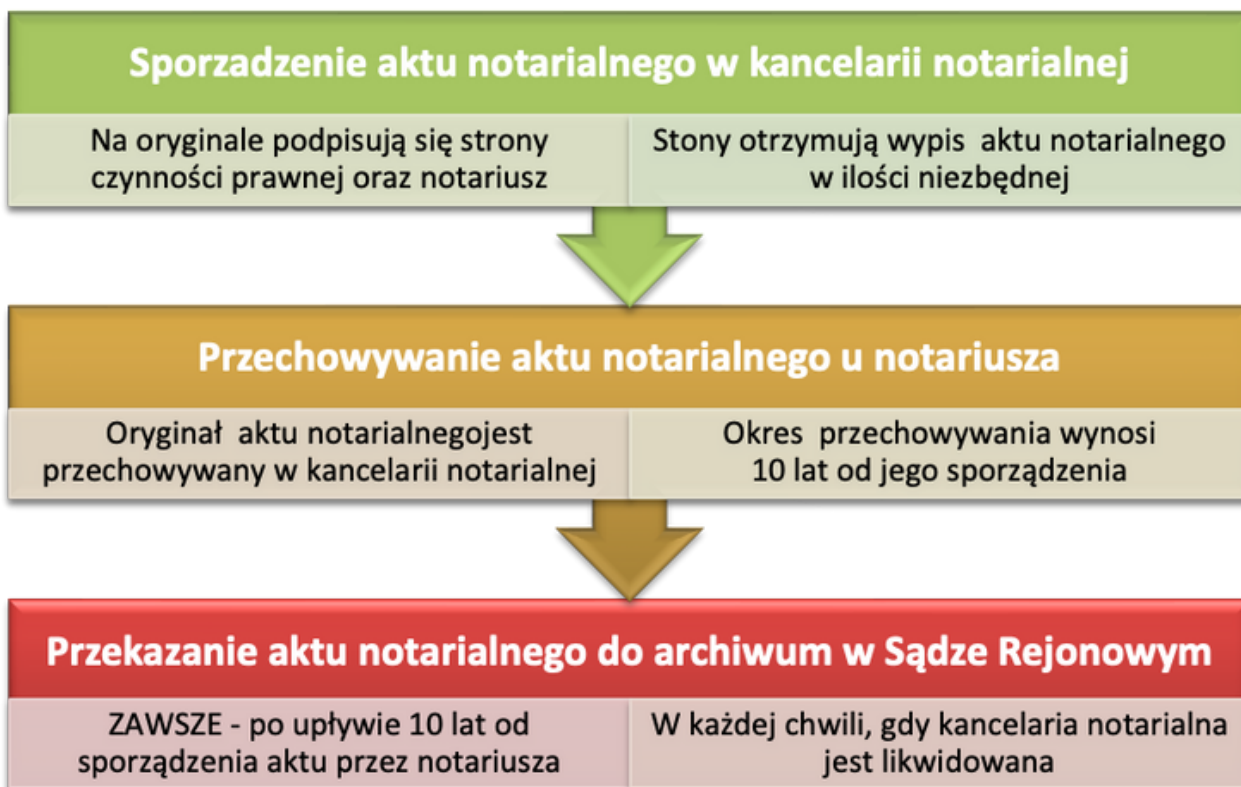 Sporzadzenie aktu notarialnego w kancelarii notarialnej
Na oryginale podpisują się strony
czynności prawnej oraz notariusz
Stony otrzymują wypis aktu notarialnego
w ilości niezbędnej
Przechowywanie aktu notarialnego u notariusza
Oryginał aktu notarialnegojest
przechowywany w kancelarii notarialnej
Okres przechowywania wynosi
10 lat od jego sporządzenia
Przekazanie aktu notarialnego do archiwum w Sądze Rejonowym
ZAWSZE - po upływie 10 lat od
sporządzenia aktu przez notariusza
W każdej chwili, gdy kancelaria notarialna
jest likwidowana